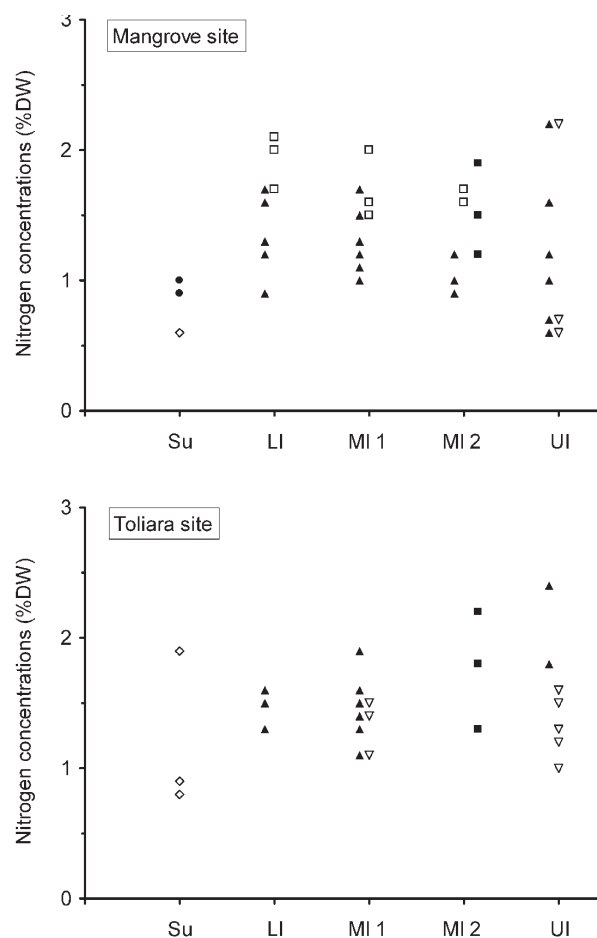 3
Mangrove site
2
1
0
Nitrogen concentrations (%DW)
Su LI MI 1 MI 2 UI
3
Toliara site
2
1
0
Nitrogen concentrations (%DW)
Su LI MI 1 MI 2 UI